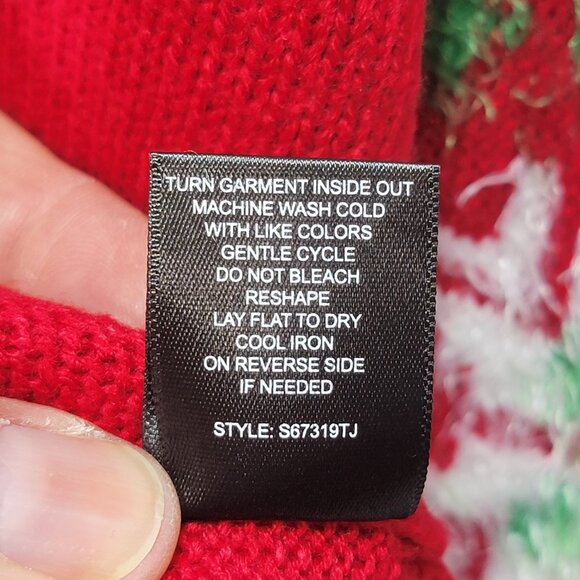 TURN GARMENT INSIDE OUT
MACHINE WASH COLD
WITH LIKE COLORS
GENTLE CYCLE
DO NOT BLEACH
RESHAPE
LAY FLAT TO DRY
COOL IRON
ON REVERSE SIDE
IF NEEDED
STYLE: S67319TJ